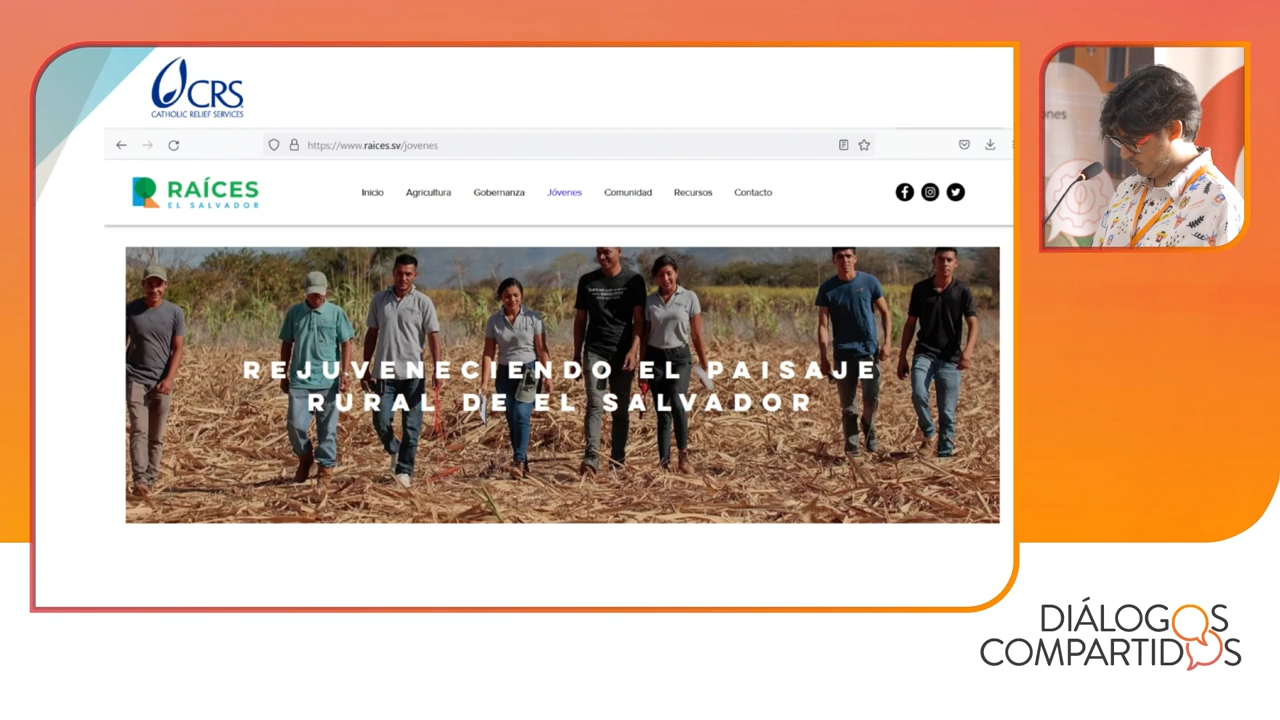 CRS
CATHOLIC RELIEF SERVICES
https://www.raices.sv/jovenes
RAÍCES
EL SALVADOR
Inicio Agricultura Gobernanza Jóvenes Comunidad Recursos Contacto
REJUVENECIENDO EL PAISAJE
RURAL DE EL SALVADOR
DIÁLOGOS
COMPARTIDOS